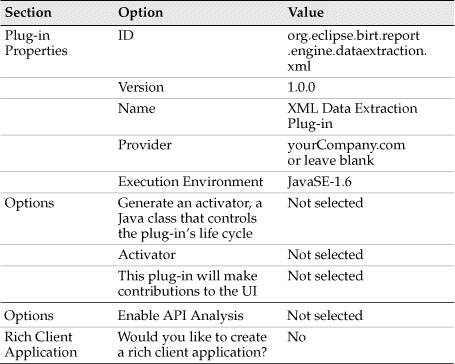 Section Option Value
Plug-in Properties ID org.eclipse.birt.report.engine.dataextraction.xml
Version 1.0.0
Name XML Data Extraction Plug-in
Provider yourCompany.com or leave blank
Execution Environment JavaSE-1.6
Options Generate an activator, a Java class that controls the plug-in's life cycle Not selected
Activator Not selected
This plug-in will make contributions to the UI Not selected
Options Enable API Analysis Not selected
Rich Client Application Would you like to create a rich client application? No